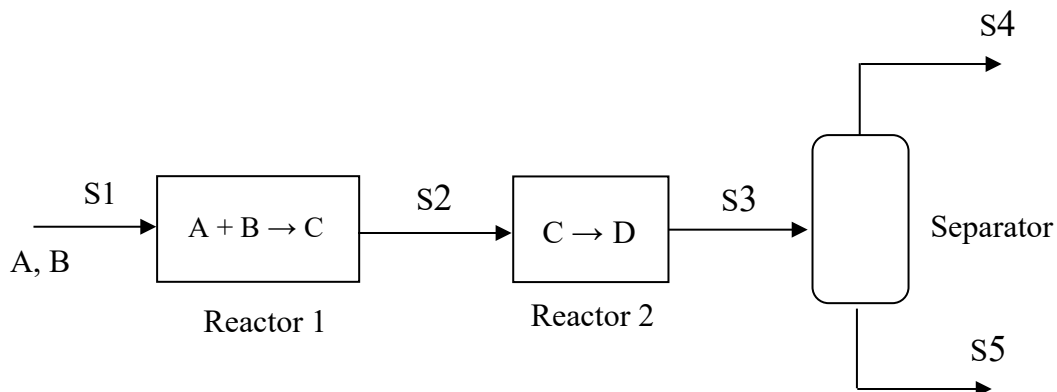 S4
S1
A + B → C
S2
C → D
S3
Separator
A, B
Reactor 1
Reactor 2
S5